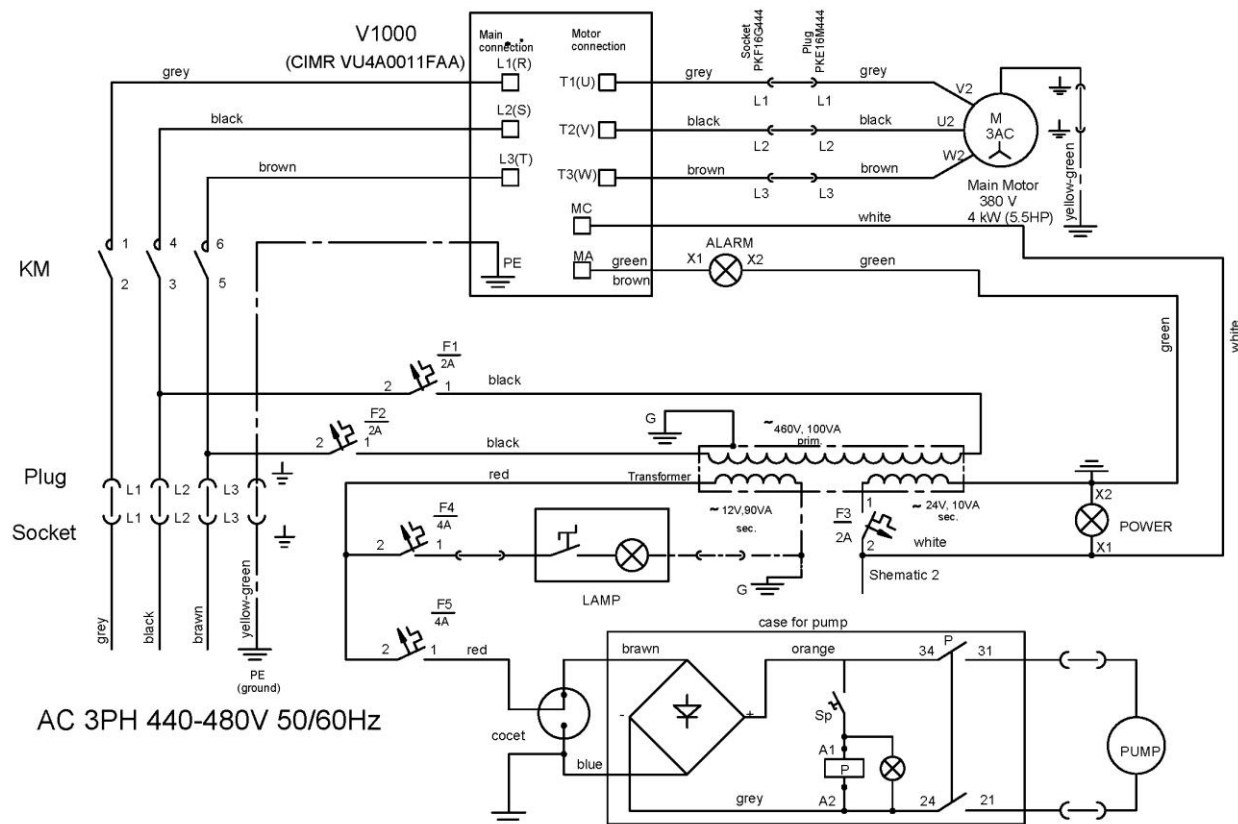 V1000
(CIMR VU4A0011FAA)
Main
connection
Motor
connection
Socket
PKF16G444
Plug
PKE16M444
L1(R)
T1(U)
grey
grey
grey
L1
L1
V2
L2(S)
T2(V)
black
black
black
L2
L2
U2
M
3AC
L3(T)
T3(W)
brown
brown
brown
L3
L3
W2
Main Motor
380 V
4 kW (5.5HP)
yellow-green
MC
white
MA
green
brown
X1
ALARM
X2
green
PE
KM
1
4
6
2
3
5
green
white
F1
2A
2
1
black
F2
2A
2
1
black
G
~460V, 100VA
prim.
red
Transformer
~ 12V,90VA
sec.
~ 24V, 10VA
sec.
1
F3
2A
2
white
Shematic 2
X2
POWER
X1
Plug
L1
L2
L3
Socket
L1
L2
L3
F4
4A
2
1
LAMP
G
grey
black
brawn
yellow-green
PE
(ground)
F5
4A
2
1
red
AC 3PH 440-480V 50/60Hz
cocet
case for pump
brawn
orange
34
P
31
-
+
Sp
A1
P
A2
blue
grey
24
21
PUMP